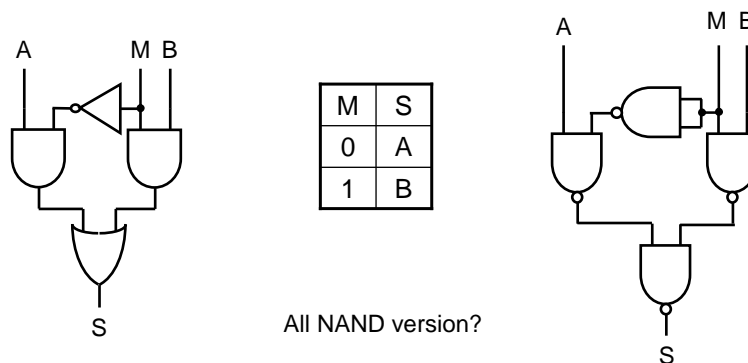 A M B
M S
0 A
1 B
S
All NAND version?
A M B
S